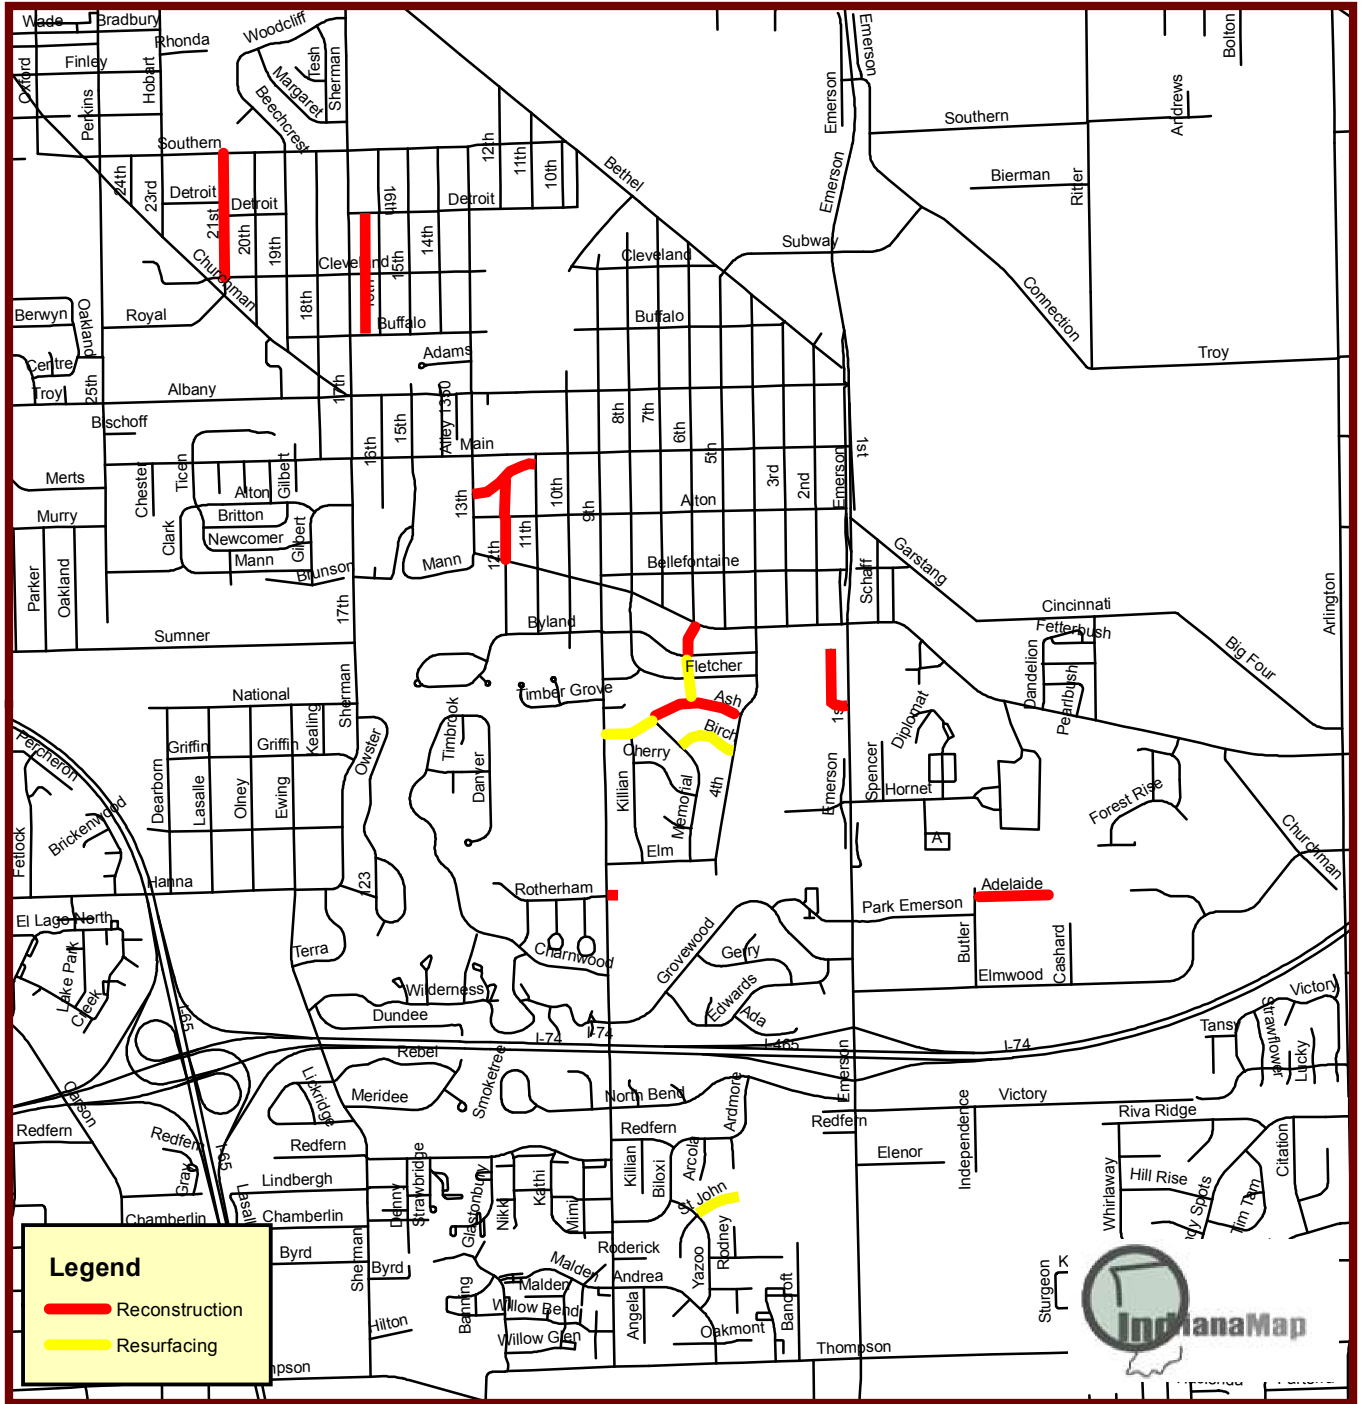 Wade
Bradbury
Rhonda
Woodcliff
Emerson
Bolton
Finley
Oxford
Hobart
Tesh
Sherman
Margaret
Perkins
Beechcrest
Emerson
Andrews
Southern
Southern
12th
11th
10th
Bethel
24th
23rd
Detroit
Detroit
21st
20th
19th
16th
Detroit
Emerson
Bierman
Ritter
14th
15th
Subway
Cleveland
Cleveland
Churchman
18th
Connection
Berwyn
Oakland
Royal
Buffalo
Buffalo
Troy
Adams
Centre
Troy
25th
Albany
17th
Alley 1350
15th
8th
7th
6th
5th
Bischoff
Main
16th
1st
Merts
Chester
Ticen
Gilbert
Alton
13th
10th
9th
Alton
3rd
2nd
Emerson
Murry
Clark
Britton
Newcomer
Gilbert
Mann
Brunson
Mann
12th
11th
Bellefontaine
Schaff
Garstang
Parker
Oakland
17th
Cincinnati
Fetterbush
Arlington
Byland
Sumner
Big Four
Fletcher
Dandelion
Pearlbush
National
Sherman
Timber Grove
Ash
Kealing
Griffin
Griffin
Owster
Timbrook
Birch
Diplomat
Percheron
Cherry
Dearborn
Lasalle
Olney
Ewing
Danver
Killian
Memorial
4th
Emerson
Spencer
Hornet
Forest Rise
Brickenwood
Fetlock
Elm
A
Churchman
Hanna
123
Rotherham
Adelaide
Park Emerson
El Lago North
Terra
Charnwood
Grovewood
Gerry
Butler
Cashard
Lake Park
Creek
Wilderness
Edwards
Ada
Elmwood
Victory
I-65
Dundee
I-74
I-74
I-465
I-74
Tansy
Strawflower
Lucky
Rebel
Smoketree
Emerson
Carson
Lickridge
Meridee
North Bend
Ardmore
Victory
Riva Ridge
Redfern
Redfern
Redfern
Redfern
Redfern
Independence
Elenor
Citation
I-65
Gray
Lindbergh
Denny
Strawbridge
Glastonbury
Nikki
Kathi
Mimi
Killian
Biloxi
Arcola
St John
Whirlaway
Hill Rise
Tim Tam
Chamberlin
Chamberlin
Rodney
Byrd
Byrd
Sherman
Malden
Malden
Roderick
Andrea
Yazoo
Bancroft
Sturgeon
K
Banning
Willow Bend
Angela
Hilton
Willow Glen
Oakmont
Thompson
Legend
Reconstruction
Resurfacing
IndianaMap